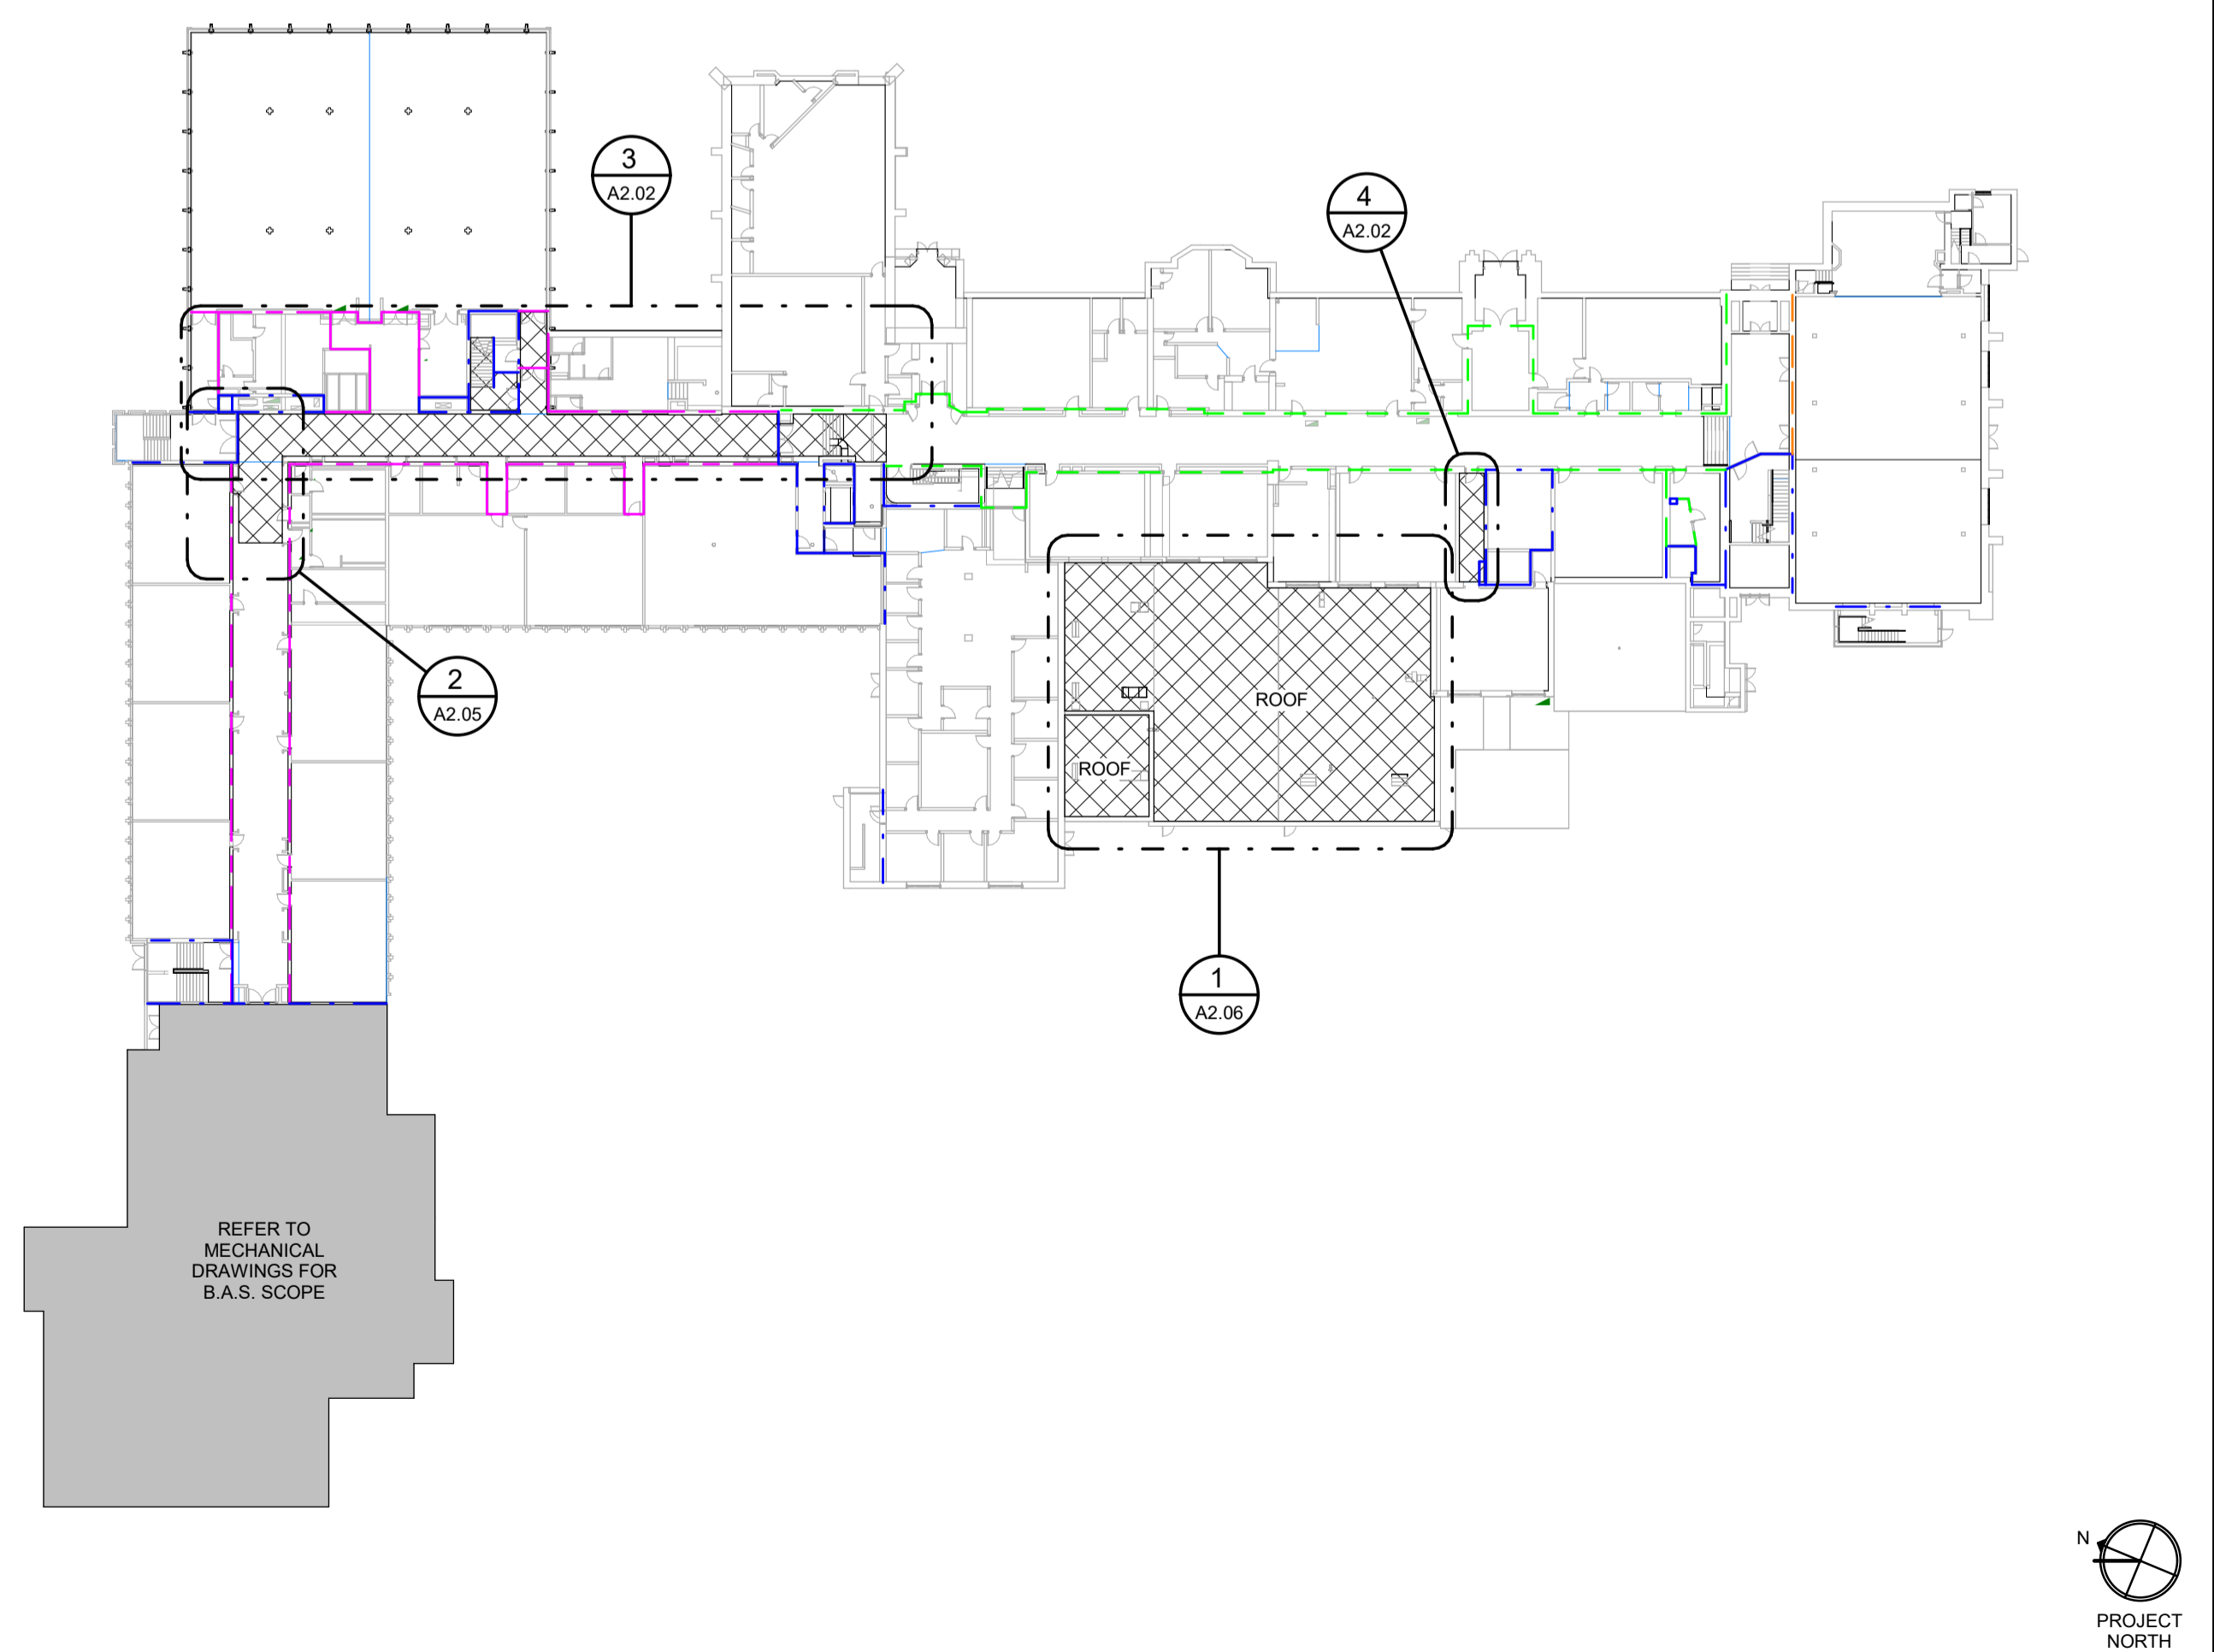 3
A2.02
4
A2.02
2
A2.05
ROOF
ROOF
1
A2.06
REFER TO
MECHANICAL
DRAWINGS FOR
B.A.S. SCOPE
N
PROJECT
NORTH